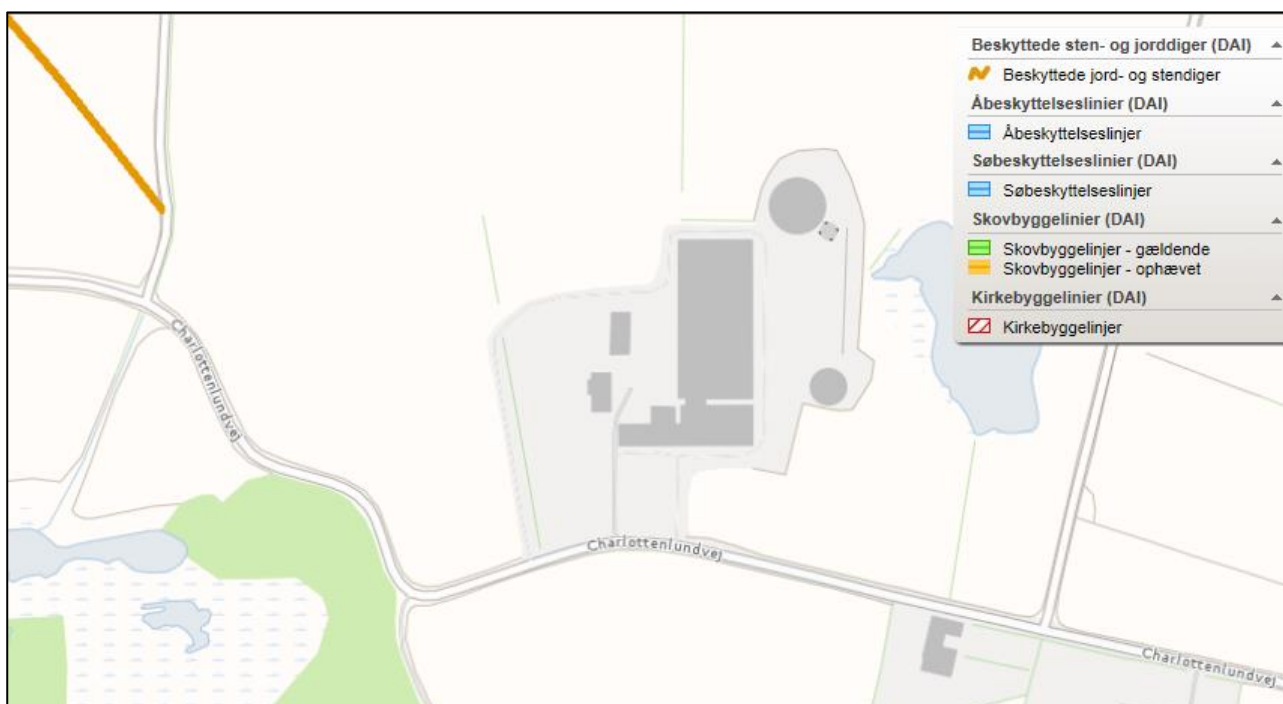 Beskyttede sten- og jorddiger (DAI)
Beskyttede jord- og stendiger
Åbeskyttelseslinier (DAI)
Åbeskyttelseslinjer
Søbeskyttelseslinier (DAI)
Søbeskyttelseslinjer
Skovbyggelinier (DAI)
Skovbyggelinjer - gældende
Skovbyggelinjer - ophævet
Kirkebyggelinier (DAI)
Kirkebyggelinjer
Charlottenlundvej
Charlottenlundvej
Charlottenlundvej